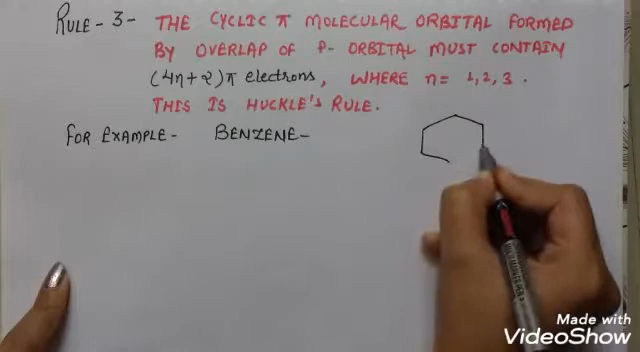 RULE - 3 - THE CYCLIC π MOLECULAR ORBITAL FORMED
BY OVERLAP OF P- ORBITAL MUST CONTAIN
(4n+2)π electrons, WHERE n= 1,2,3.
THIS IS HUCKLE'S RULE.
FOR EXAMPLE - BENZENE -
Made with
VideoShow